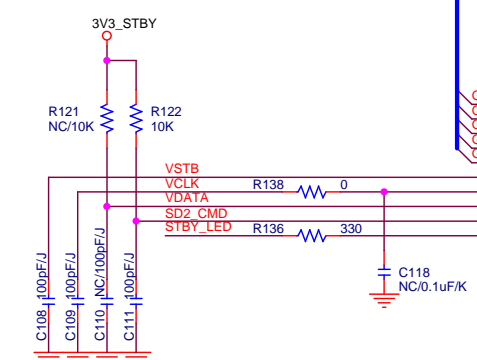 3V3_STBY
R121
NC/10K
R122
10K
VSTB
VCLK
R138
0
VDATA
SD2_CMD
STBY_LED
R136
330
C108 100pF/J
C109 100pF/J
C110 NC/100pF/J
C111 100pF/J
C118
NC/0.1uF/K